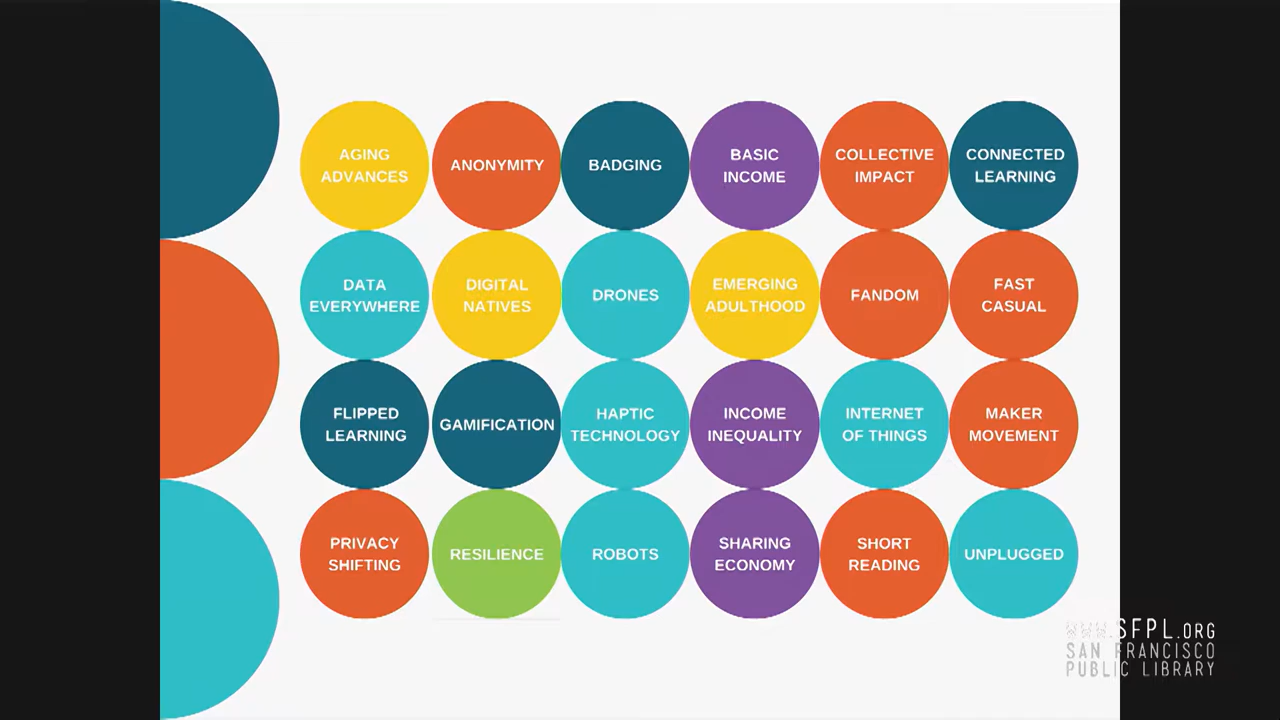 AGING
ADVANCES
ANONYMITY
BADGING
BASIC
INCOME
COLLECTIVE
IMPACT
CONNECTED
LEARNING
DATA
EVERYWHERE
DIGITAL
NATIVES
DRONES
EMERGING
ADULTHOOD
FANDOM
FAST
CASUAL
FLIPPED
LEARNING
GAMIFICATION
HAPTIC
TECHNOLOGY
INCOME
INEQUALITY
INTERNET
OF THINGS
MAKER
MOVEMENT
PRIVACY
SHIFTING
RESILIENCE
ROBOTS
SHARING
ECONOMY
SHORT
READING
UNPLUGGED
WWW.SFPL.ORG
SAN FRANCISCO
PUBLIC LIBRARY